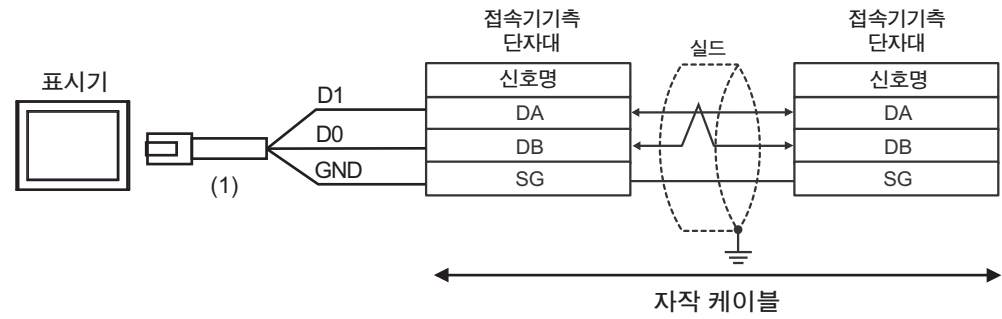 표시기
(1)
D1
D0
GND
접속기기측
단자대
신호명
DA
DB
SG
실드
접속기기측
단자대
신호명
DA
DB
SG
자작 케이블